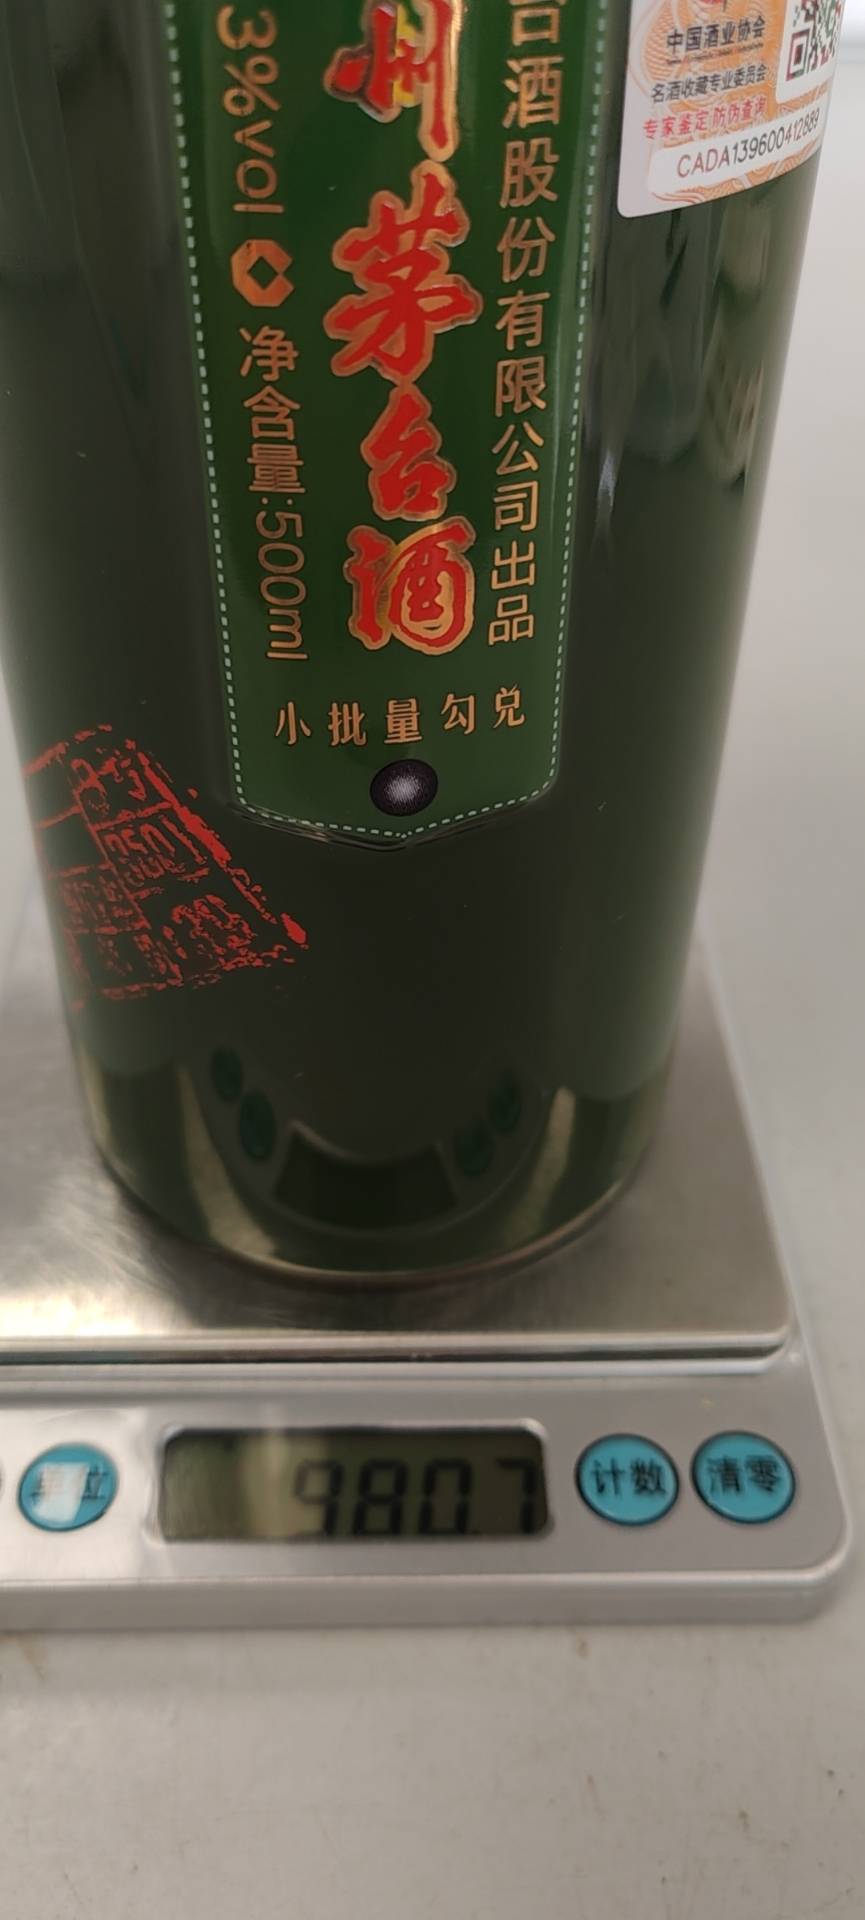 中国酒业协会
名酒收藏专业委员会
专家鉴定 防伪查询
CADA139600412889
台酒股份有限公司出品
州茅台酒
3%vol
净含量:500ml
小批量勾兑
980.7
计数
清零